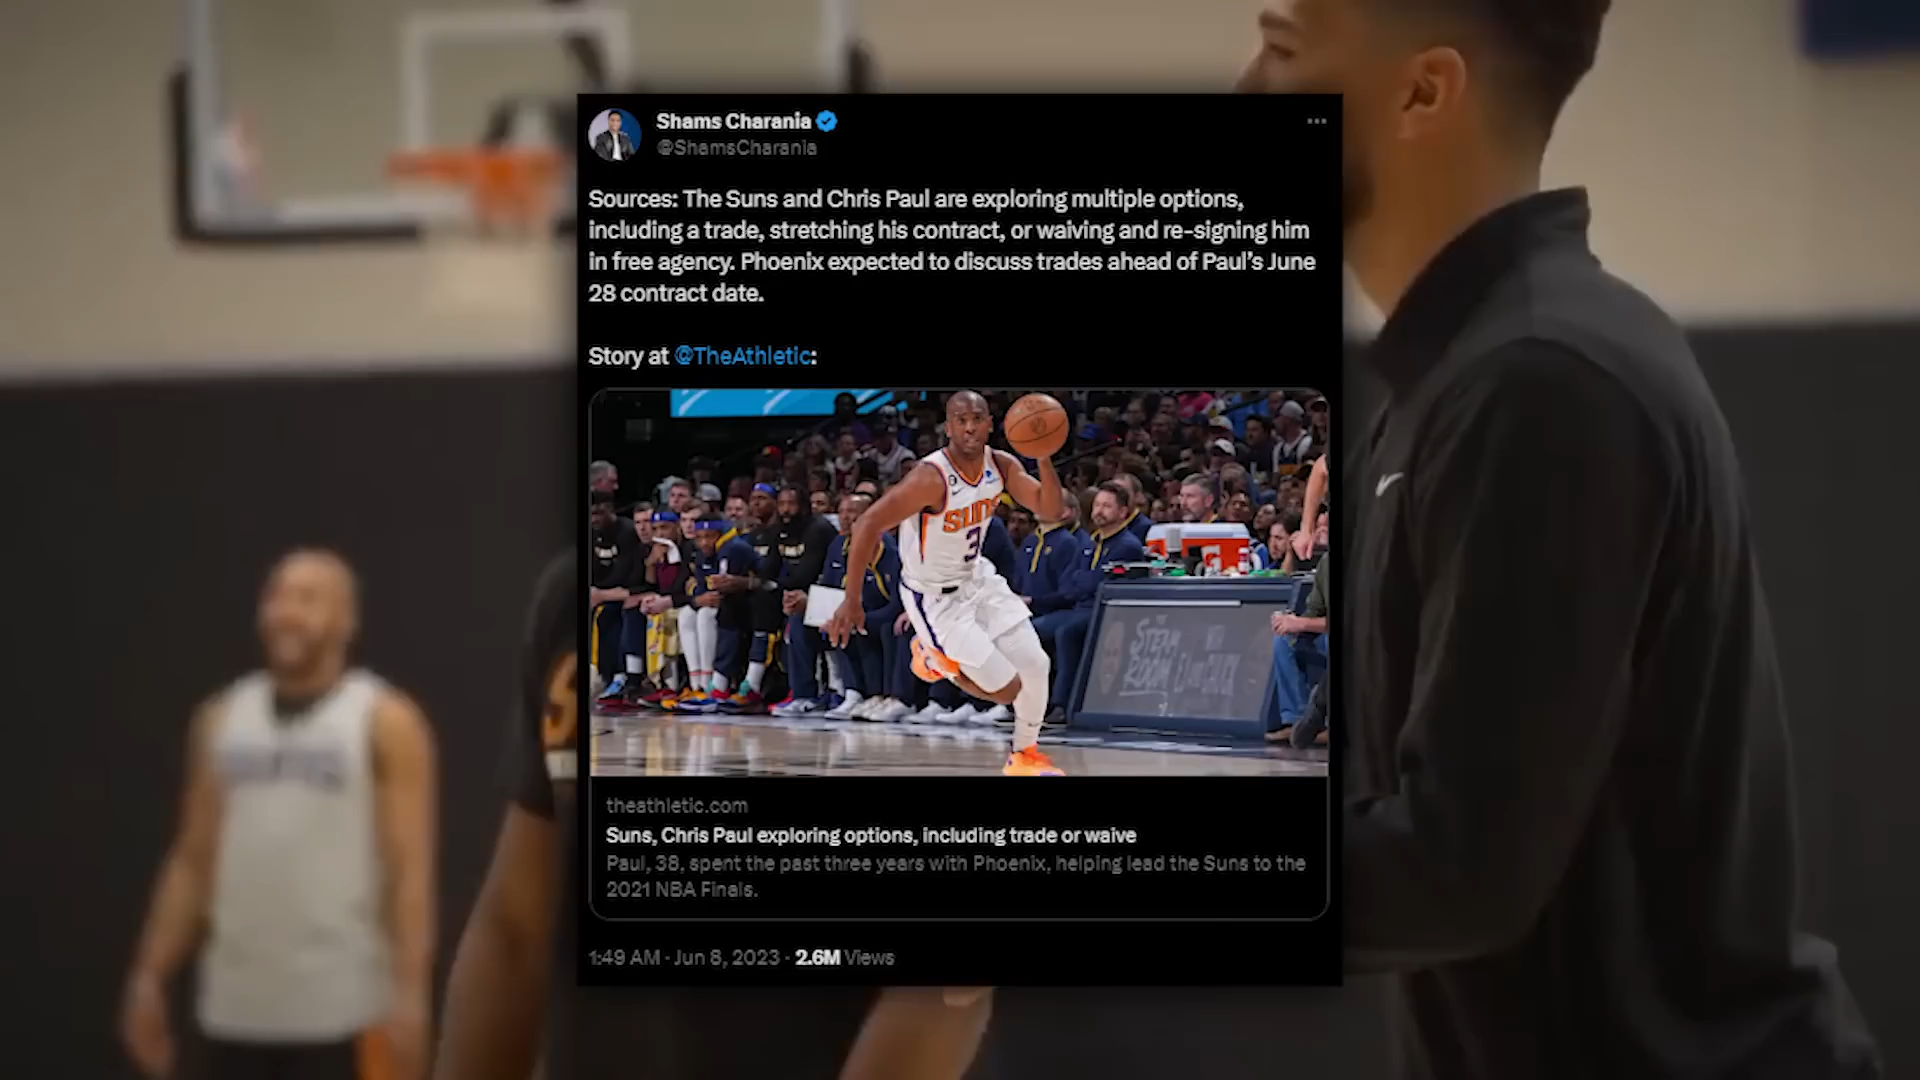 Shams Charania
@ShamsCharania
Sources: The Suns and Chris Paul are exploring multiple options,
including a trade, stretching his contract, or waiving and re-signing him
in free agency. Phoenix expected to discuss trades ahead of Paul’s June
28 contract date.
Story at @TheAthletic:
SUNS
3
STEAM
ROOM
theathletic.com
Suns, Chris Paul exploring options, including trade or waive
Paul, 38, spent the past three years with Phoenix, helping lead the Suns to the
2021 NBA Finals.
1:49 AM · Jun 8, 2023 · 2.6M Views